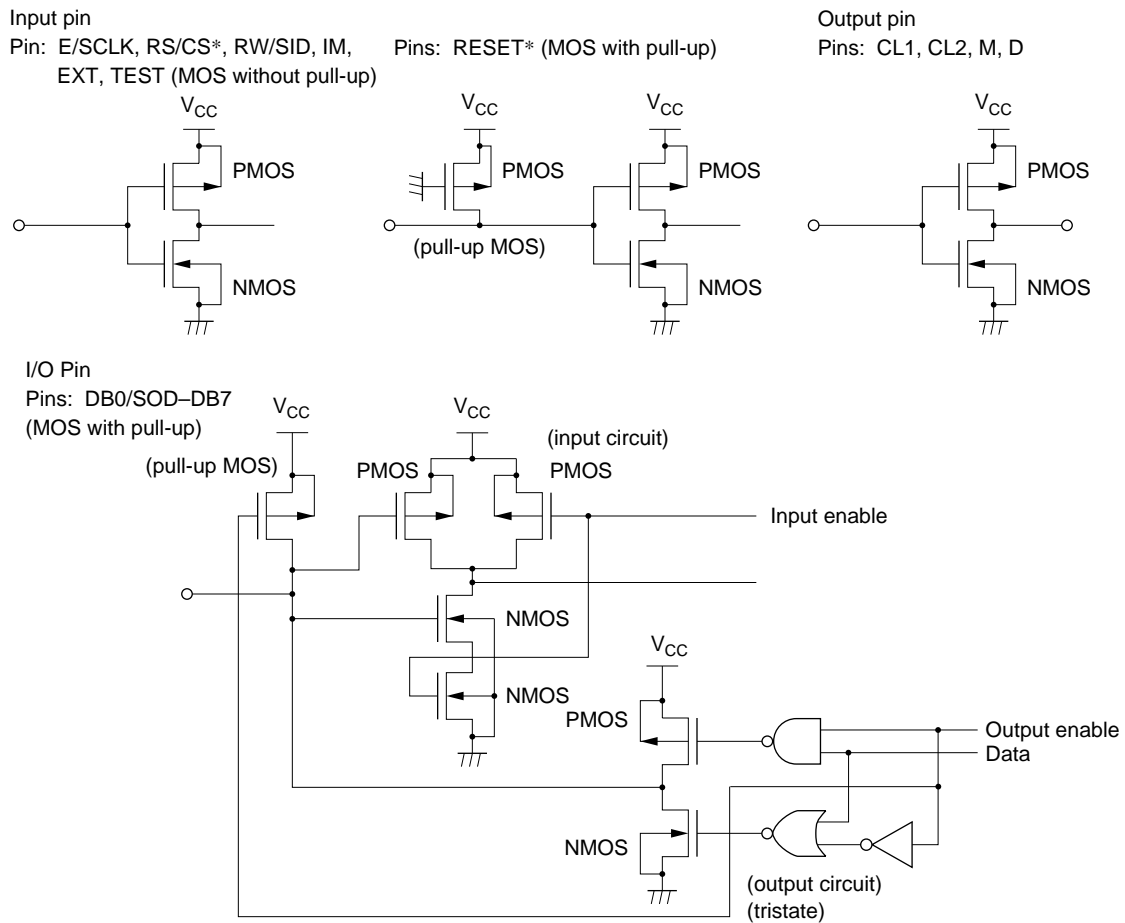 Input pin
Pin: E/SCLK, RS/CS*, RW/SID, IM,
EXT, TEST (MOS without pull-up)
Pins: RESET* (MOS with pull-up)
Output pin
Pins: CL1, CL2, M, D
VCC
PMOS
NMOS
VCC
PMOS
(pull-up MOS)
VCC
PMOS
NMOS
VCC
PMOS
NMOS
I/O Pin
Pins: DB0/SOD–DB7
(MOS with pull-up)
VCC
(pull-up MOS)
VCC
PMOS
(input circuit)
PMOS
Input enable
NMOS
NMOS
VCC
PMOS
Output enable
Data
NMOS
(output circuit)
(tristate)